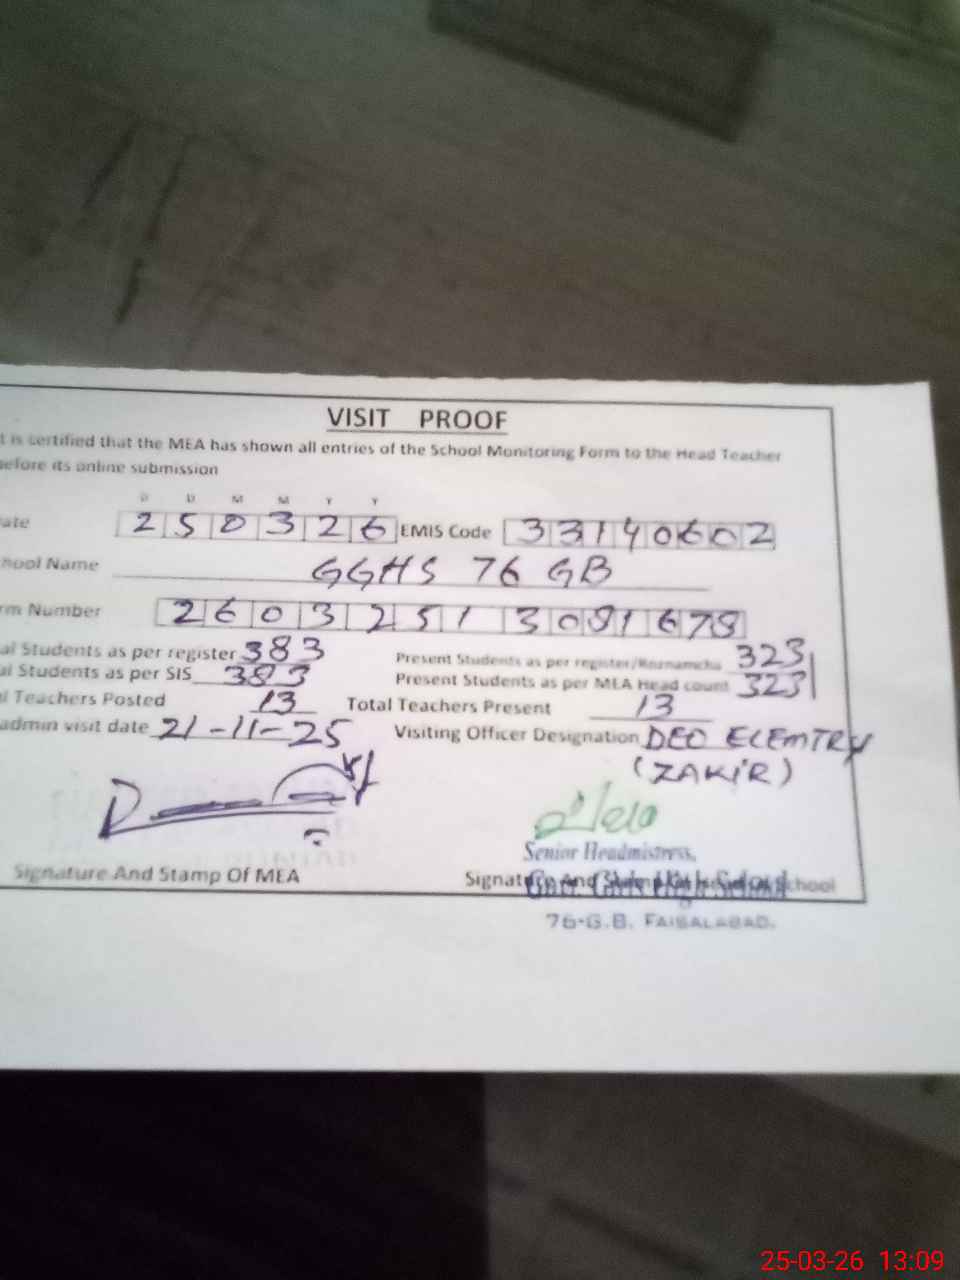 VISIT PROOF
t is certified that the MEA has shown all entries of the School Monitoring Form to the Head Teacher
before its online submission
D D M M Y Y
ate 2 5 0 3 2 6 EMIS Code 3 3 1 4 0 6 0 2
hool Name GGHS 76 GB
rm Number 2 6 0 3 2 5 1 3 0 9 1 6 7 8
al Students as per register 383 Present Students as per register/Roznamcha 323
al Students as per SIS 383 Present Students as per MEA Head count 323
l Teachers Posted 13 Total Teachers Present 13
admin visit date 21-11-25 Visiting Officer Designation DEO ELEMTRY
(ZAKIR)
Senior Headmistress,
Signature And Stamp Of MEA Signature And Stamp Of School
76-G.B. FAISALABAD.
25-03-26 13:09